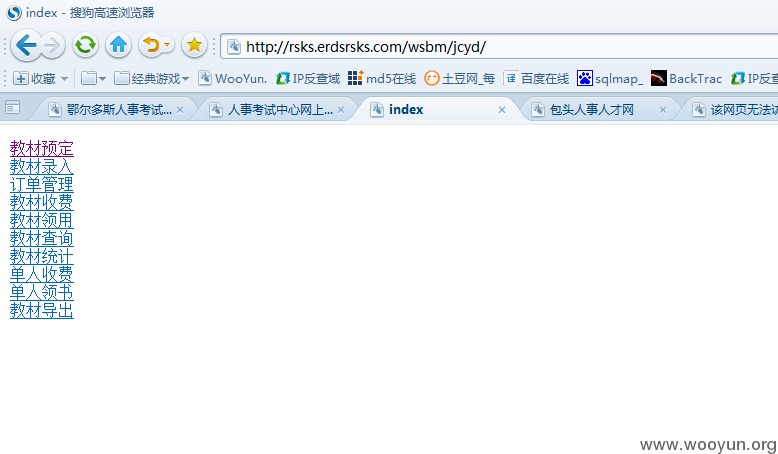 index - 搜狗高速浏览器
http://rsks.erdsrsks.com/wsbm/jcyd/
收藏 经典游戏 WooYun. IP反查域 md5在线 土豆网_每 百度在线 sqlmap_ BackTrac IP反查
鄂尔多斯人事考试... 人事考试中心网上... index 包头人事人才网 该网页无法访
教材预定
教材录入
订单管理
教材收费
教材领用
教材查询
教材统计
单人收费
单人领书
教材导出
www.wooyun.org